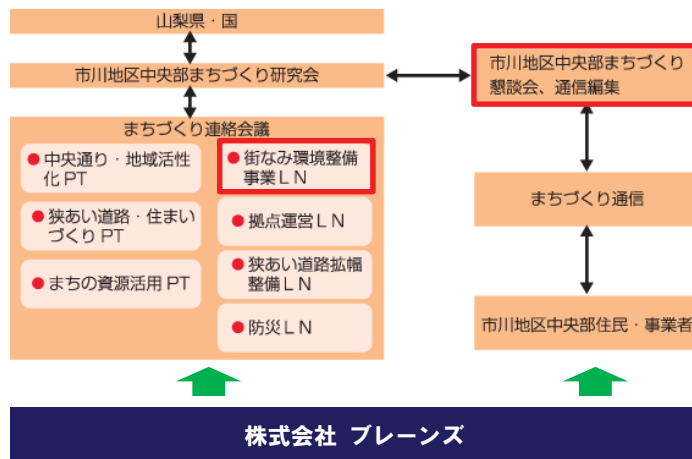 山梨県・国
市川地区中央部まちづくり研究会
まちづくり連絡会議
中央通り・地域活性
化PT
狭あい道路・住まい
づくりPT
まちの資源活用PT
街なみ環境整備
事業LN
拠点運営LN
狭あい道路拡幅
整備LN
防災LN
市川地区中央部まちづくり
懇談会、通信編集
まちづくり通信
市川地区中央部住民・事業者
株式会社 ブレーンズ